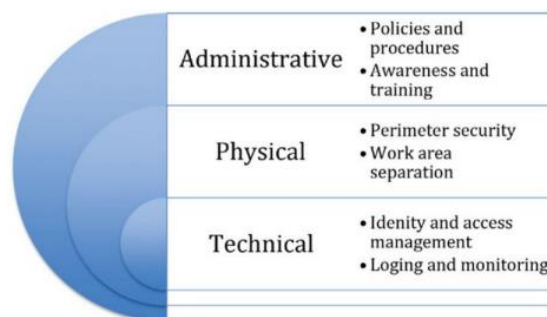 Administrative
• Policies and
procedures
• Awareness and
training
Physical
• Perimeter security
• Work area
separation
Technical
• Idenity and access
management
• Loging and monitoring